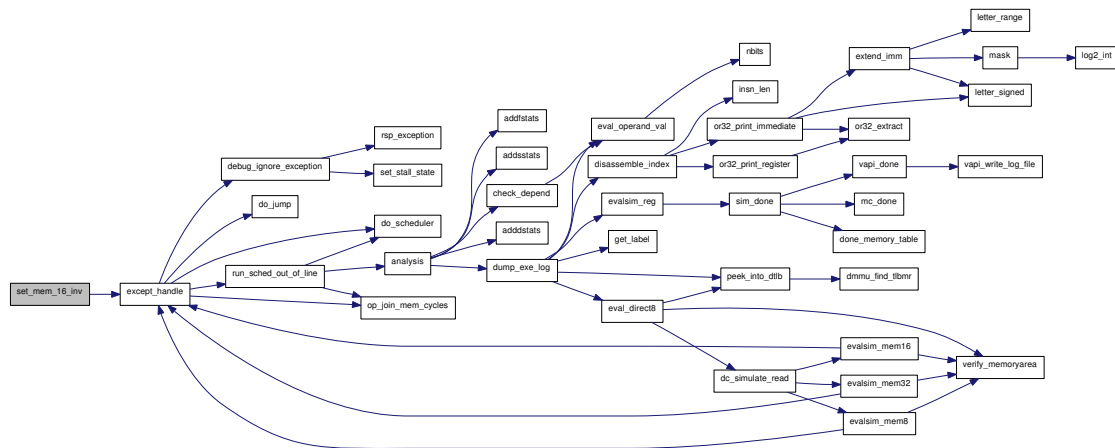 letter_range
nbits
extend_imm
mask
log2_int
insn_len
letter_signed
addfstats
eval_operand_val
or32_print_immediate
or32_extract
rsp_exception
addsstats
debug_ignore_exception
disassemble_index
or32_print_register
vapi_done
vapi_write_log_file
set_stall_state
check_depend
do_jump
evalsim_reg
sim_done
mc_done
do_scheduler
adddstats
get_label
done_memory_table
analysis
dump_exe_log
run_sched_out_of_line
peek_into_dtlb
dmmu_find_tlbmr
set_mem_16_inv
except_handle
op_join_mem_cycles
eval_direct8
evalsim_mem16
verify_memoryarea
dc_simulate_read
evalsim_mem32
evalsim_mem8